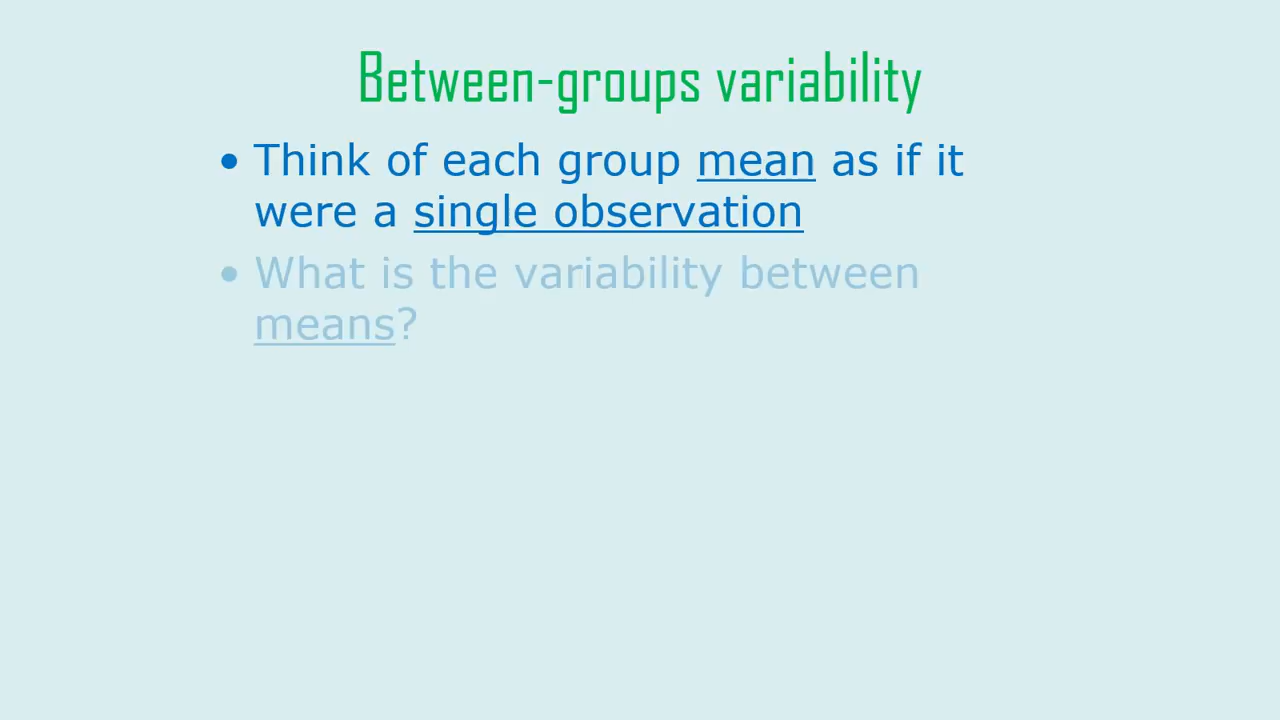 Between-groups variability
• Think of each group mean as if it
were a single observation
• What is the variability between
means?